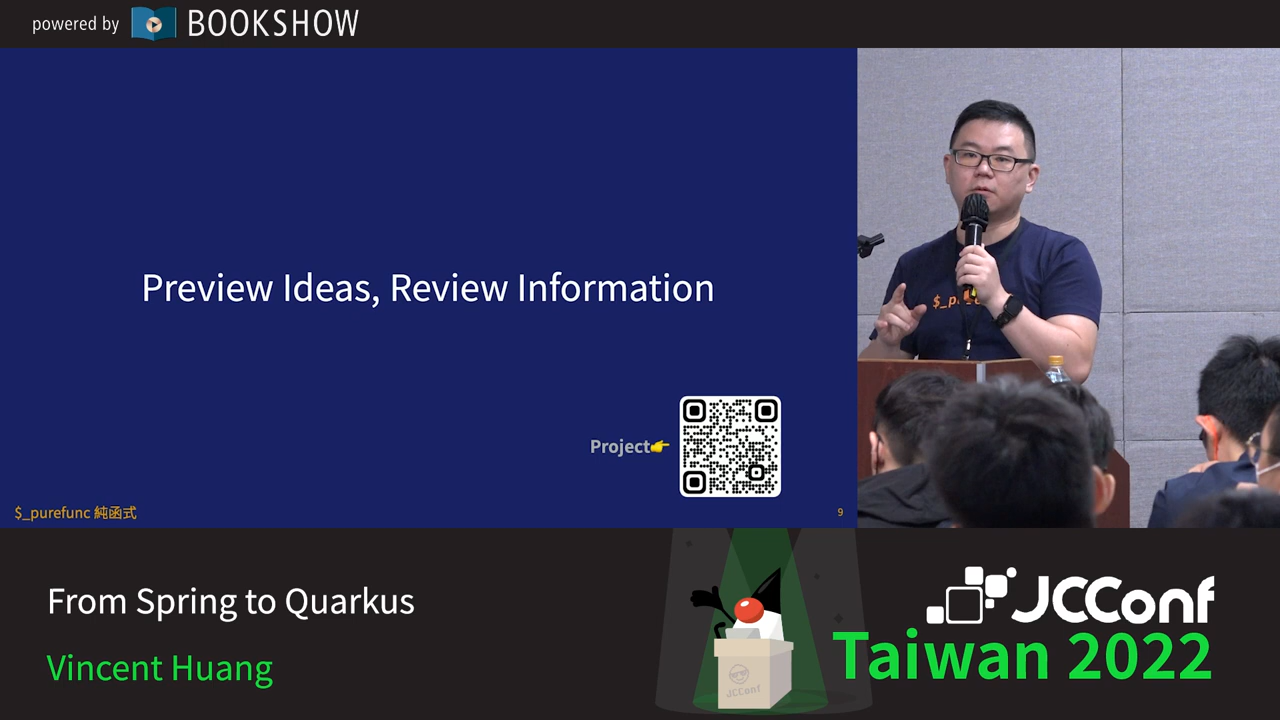 powered by BOOKSHOW
Preview Ideas, Review Information
Project
$_purefunc 純函式
9
From Spring to Quarkus
Vincent Huang
JCConf
JCConf
Taiwan 2022